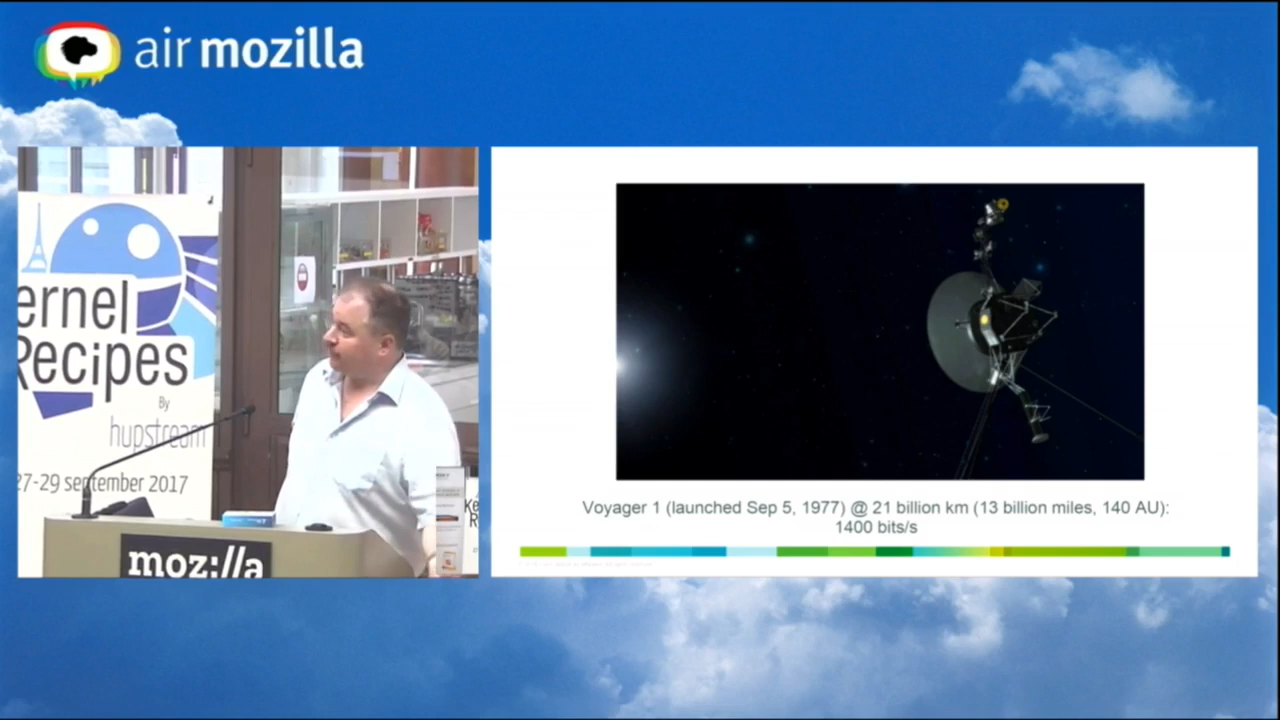 air mozilla
ernel
Recipes
By
hupstream
27-29 september 2017
moz://a
Ke
R
Voyager 1 (launched Sep 5, 1977) @ 21 billion km (13 billion miles, 140 AU):
1400 bits/s